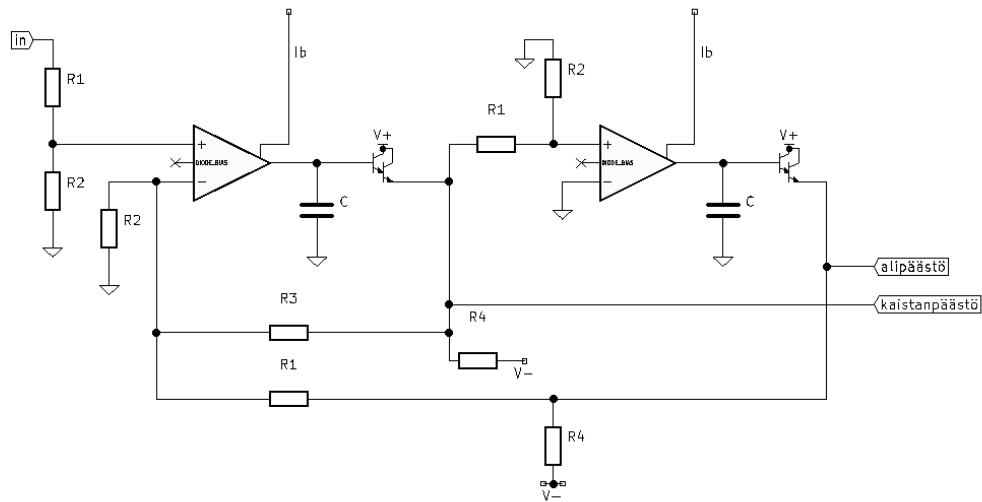 in
Ib
R1
R2
R2
+
DIODE_BIAS
−
V+
C
R1
R2
Ib
+
DIODE_BIAS
−
V+
C
alipäästö
kaistanpäästö
R3
R4
V-
R1
R4
V-